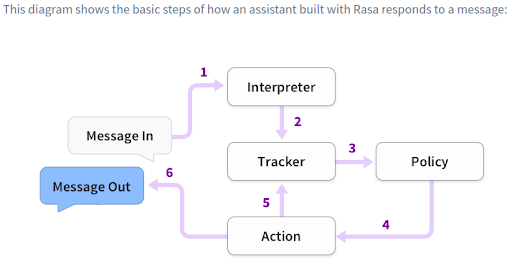 This diagram shows the basic steps of how an assistant built with Rasa responds to a message:
1
Interpreter
2
Message In
3
Tracker
Policy
6
Message Out
5
4
Action